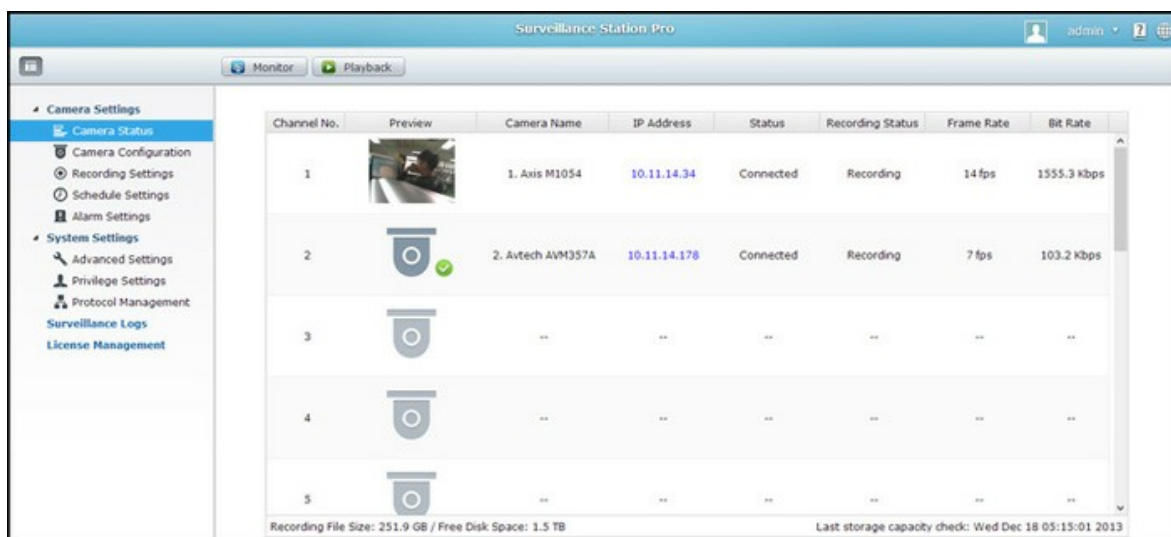 Surveillance Station Pro
admin
Monitor Playback
Camera Settings
Camera Status
Camera Configuration
Recording Settings
Schedule Settings
Alarm Settings
System Settings
Advanced Settings
Privilege Settings
Protocol Management
Surveillance Logs
License Management
Channel No. Preview Camera Name IP Address Status Recording Status Frame Rate Bit Rate
1 1. Axis M1054 10.11.14.34 Connected Recording 14 fps 1555.3 Kbps
2 2. Avtech AVM357A 10.11.14.178 Connected Recording 7 fps 103.2 Kbps
3 -- -- -- -- -- --
4 -- -- -- -- -- --
5 -- -- -- -- -- --
Recording File Size: 251.9 GB / Free Disk Space: 1.5 TB Last storage capacity check: Wed Dec 18 05:15:01 2013